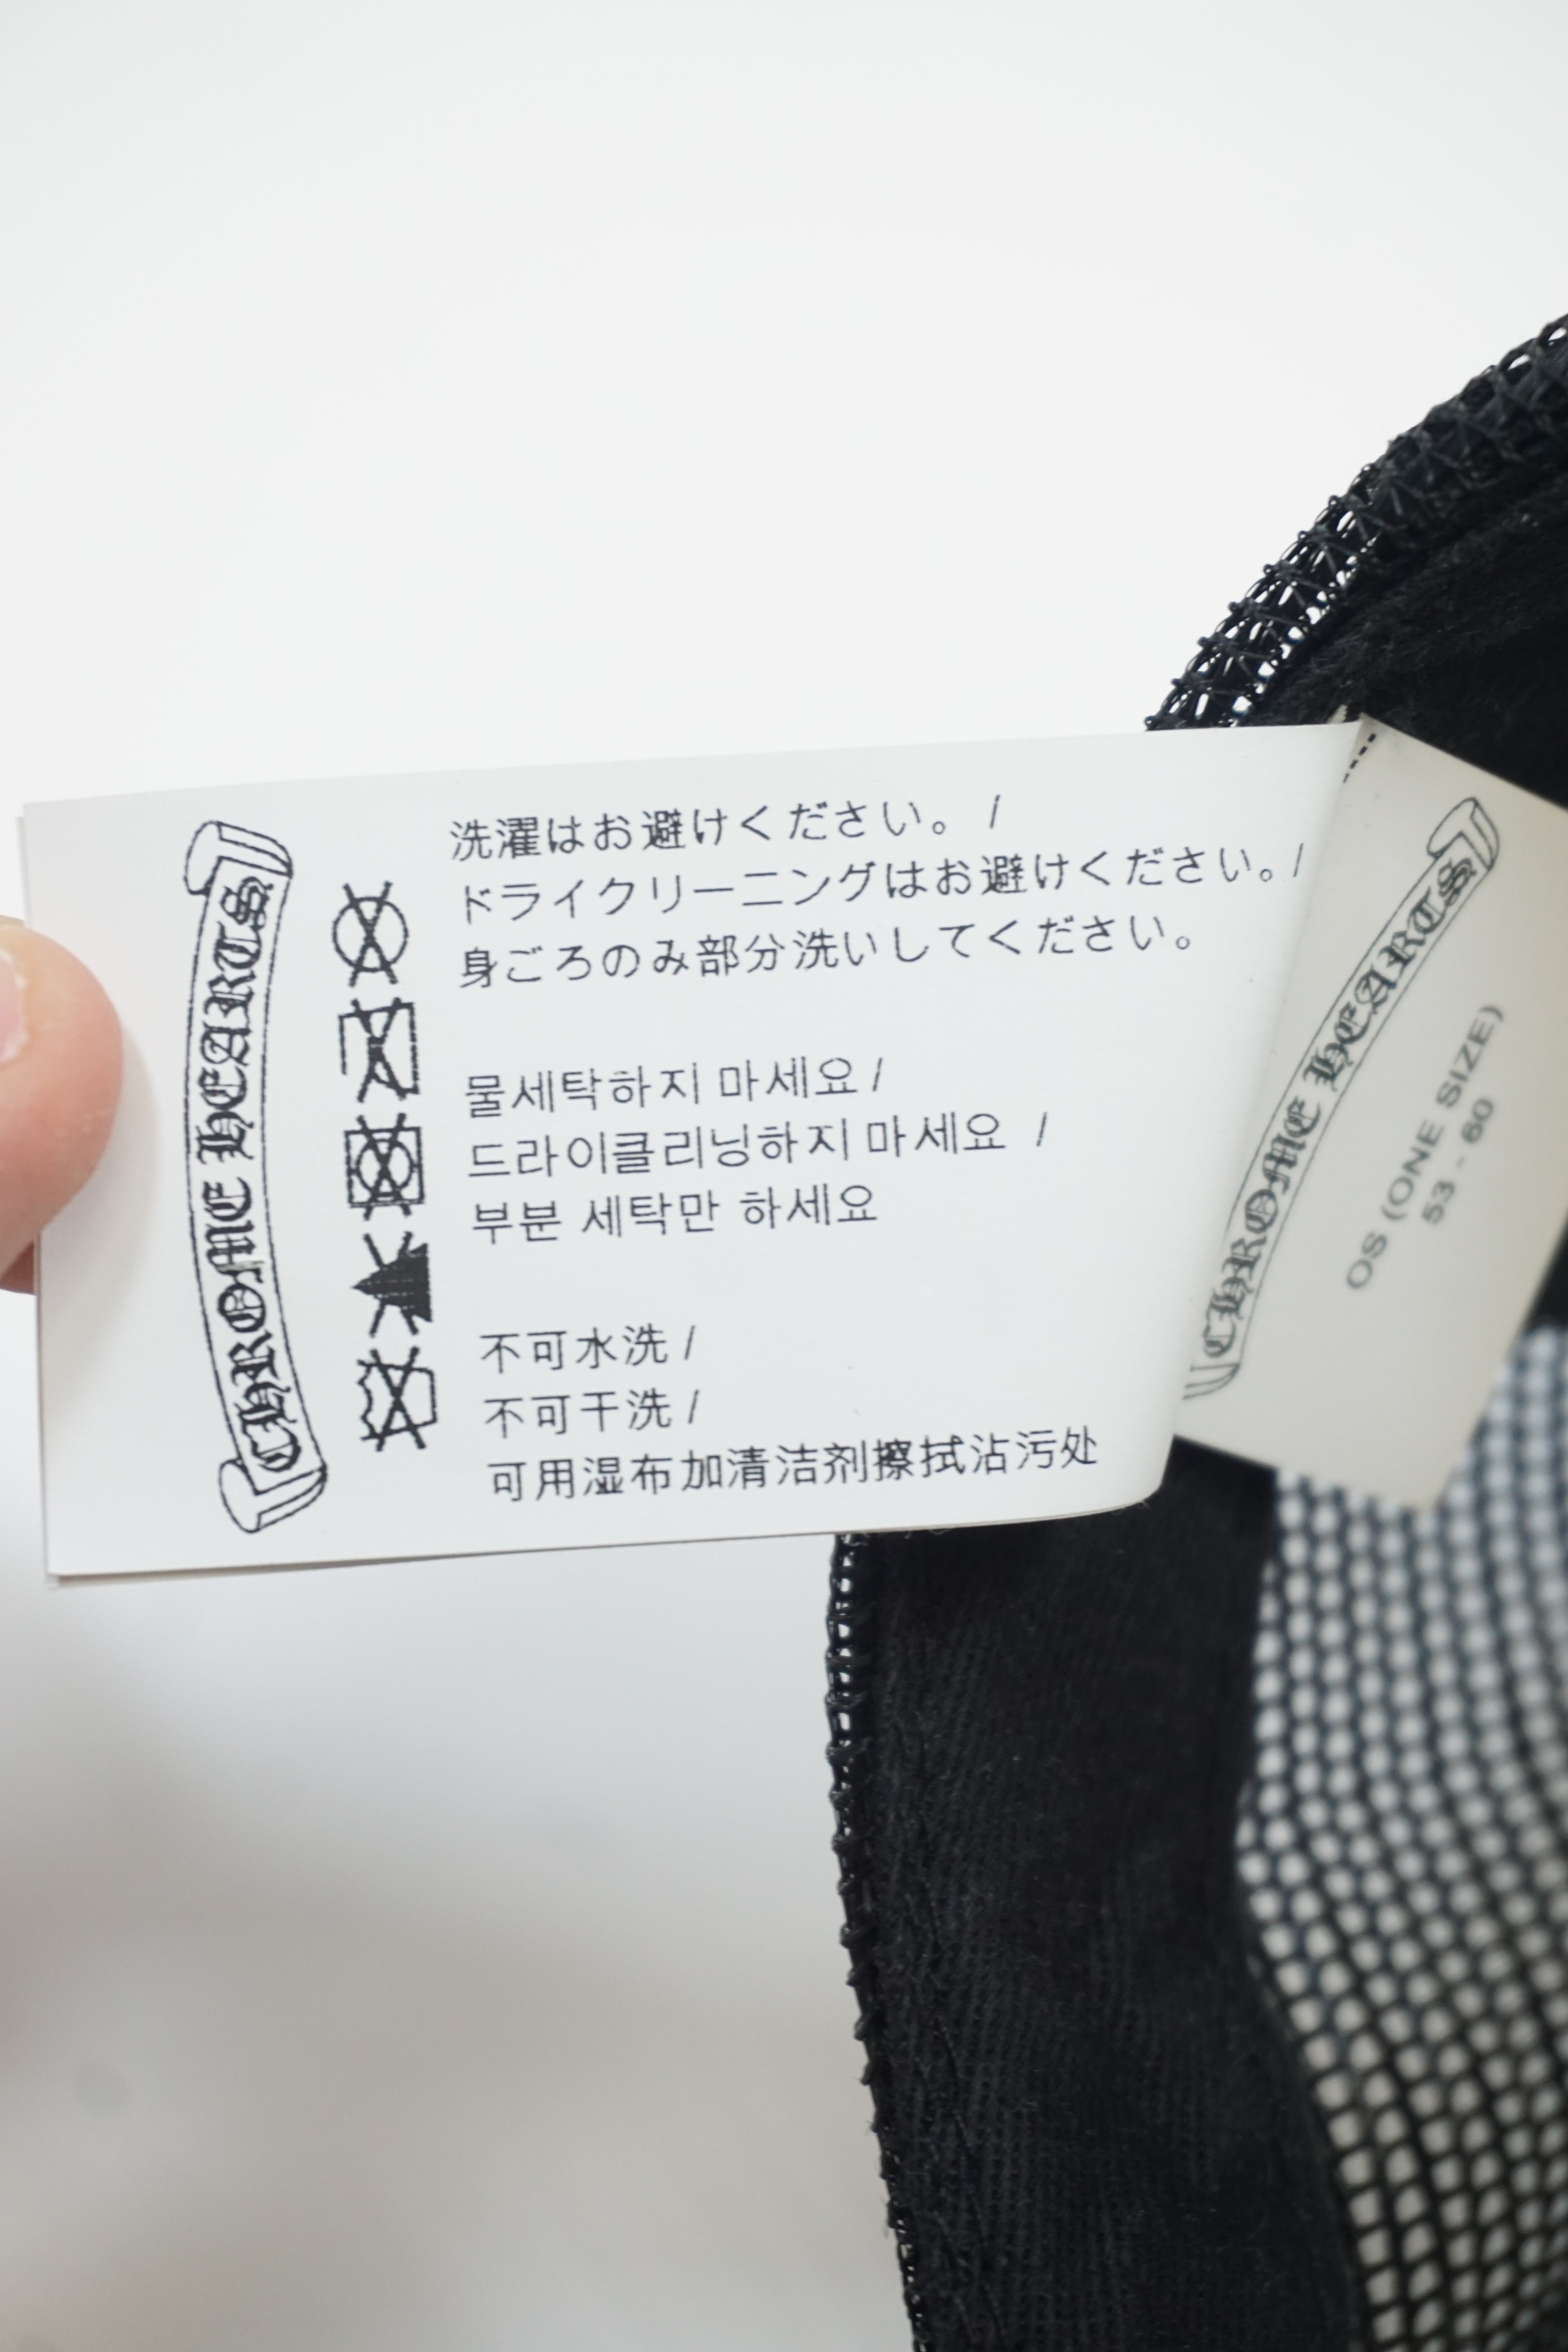 CHROME HEARTS
洗濯はお避けください。 /
ドライクリーニングはお避けください。/
身ごろのみ部分洗いしてください。
물세탁하지 마세요 /
드라이클리닝하지 마세요 /
부분 세탁만 하세요
不可水洗 /
不可干洗 /
可用湿布加清洁剂擦拭沾污处
CHROME HEARTS
OS (ONE SIZE)
53 - 60